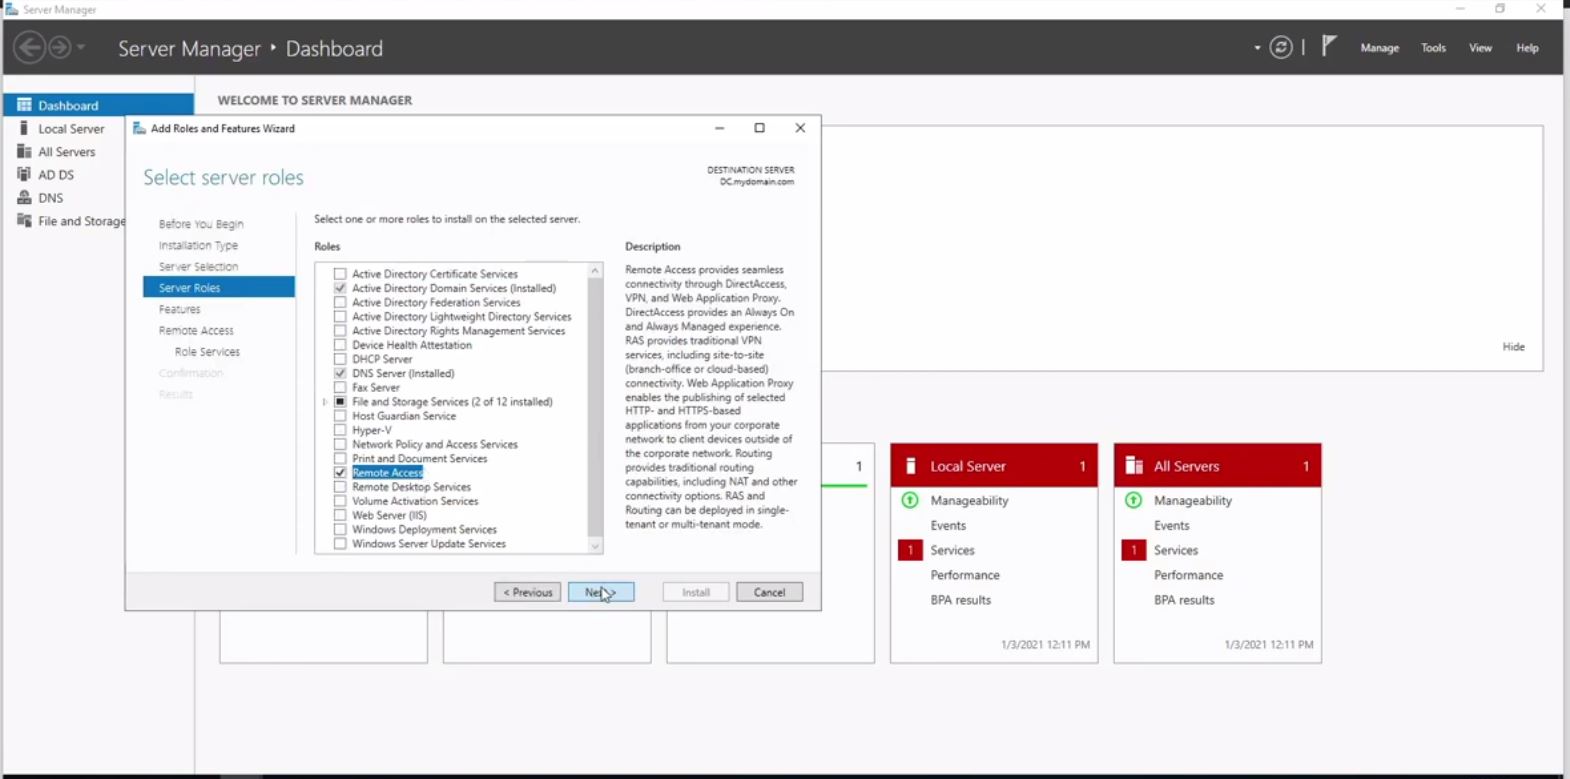 Server Manager
Server Manager ‣ Dashboard
Manage
Tools
View
Help
Dashboard
Local Server
All Servers
AD DS
DNS
File and Storage
WELCOME TO SERVER MANAGER
Hide
Add Roles and Features Wizard
Select server roles
DESTINATION SERVER
DC.mydomain.com
Before You Begin
Installation Type
Server Selection
Server Roles
Features
Remote Access
Role Services
Confirmation
Results
Select one or more roles to install on the selected server.
Roles
Active Directory Certificate Services
Active Directory Domain Services (Installed)
Active Directory Federation Services
Active Directory Lightweight Directory Services
Active Directory Rights Management Services
Device Health Attestation
DHCP Server
DNS Server (Installed)
Fax Server
File and Storage Services (2 of 12 installed)
Host Guardian Service
Hyper-V
Network Policy and Access Services
Print and Document Services
Remote Access
Remote Desktop Services
Volume Activation Services
Web Server (IIS)
Windows Deployment Services
Windows Server Update Services
Description
Remote Access provides seamless
connectivity through DirectAccess,
VPN, and Web Application Proxy.
DirectAccess provides an Always On
and Always Managed experience.
RAS provides traditional VPN
services, including site-to-site
(branch-office or cloud-based)
connectivity. Web Application Proxy
enables the publishing of selected
HTTP- and HTTPS-based
applications from your corporate
network to client devices outside of
the corporate network. Routing
provides traditional routing
capabilities, including NAT and other
connectivity options. RAS and
Routing can be deployed in single-
tenant or multi-tenant mode.
< Previous
Install
Cancel
1
Local Server 1
Manageability
Events
1 Services
Performance
BPA results
1/3/2021 12:11 PM
All Servers 1
Manageability
Events
1 Services
Performance
BPA results
1/3/2021 12:11 PM